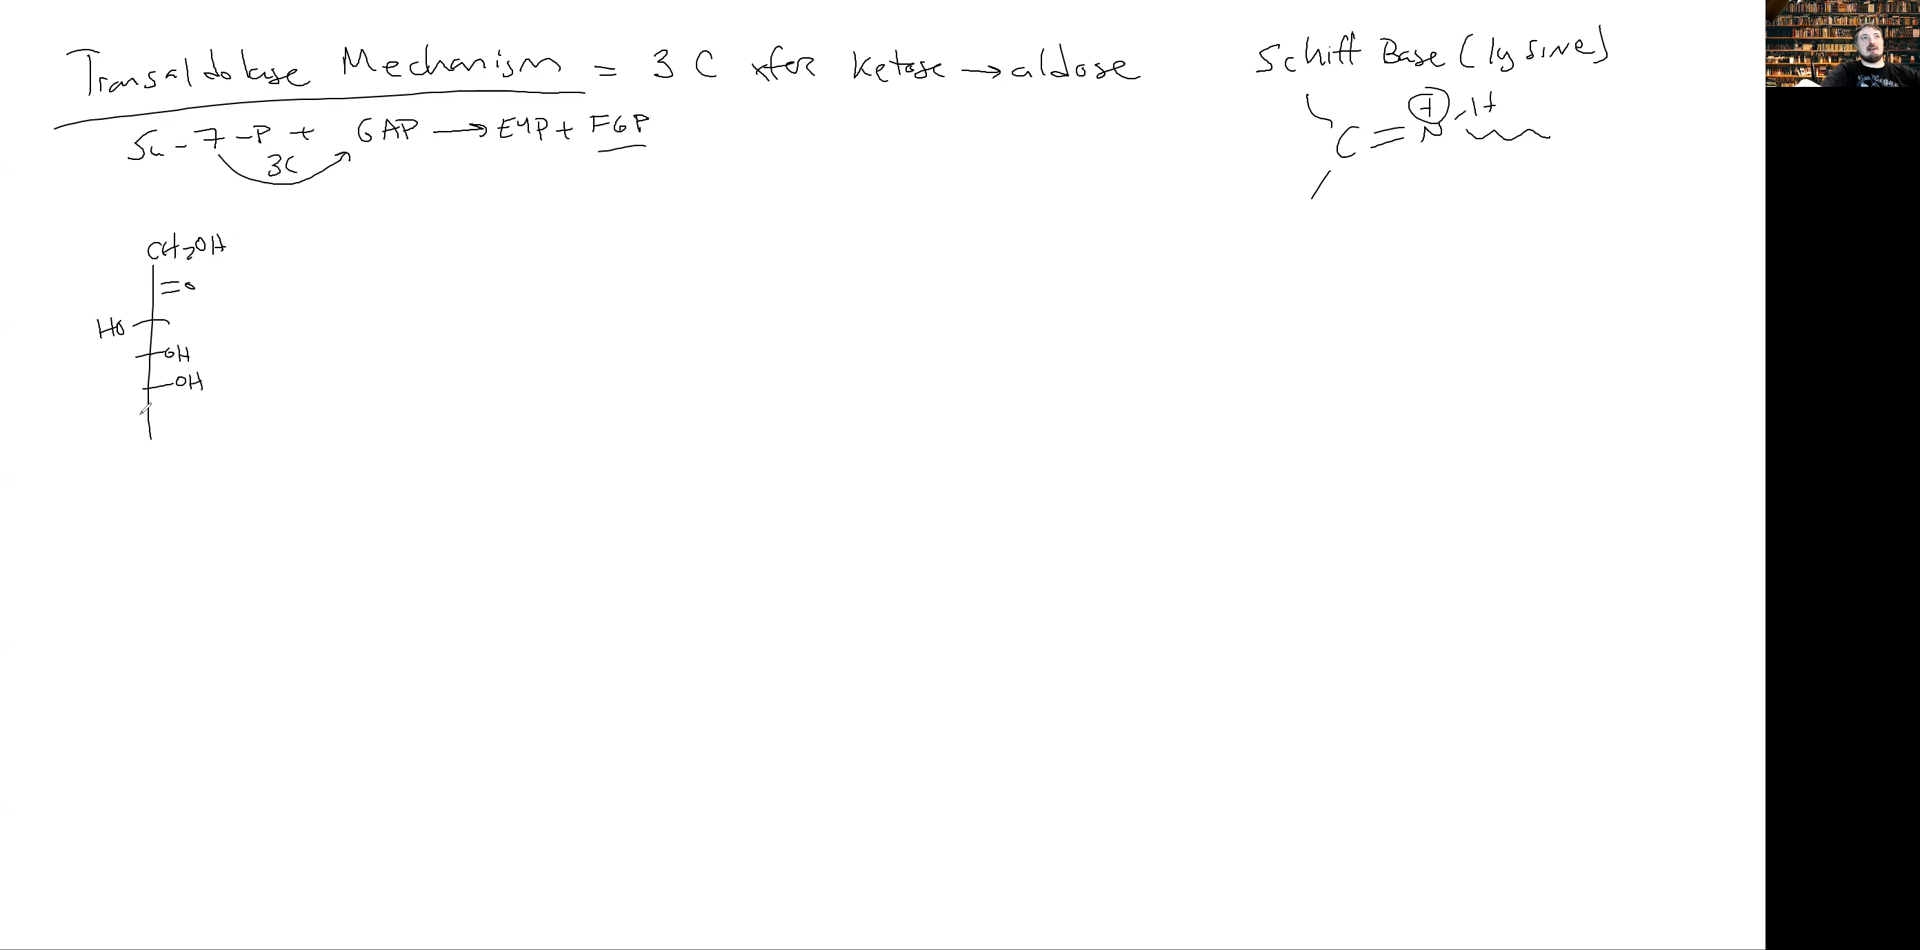 Transaldolase Mechanism = 3 C xfer Ketose → aldose
Schiff Base (lysine)
Su-7-P + GAP → E4P + F6P
3C
C=N + H
CH2OH
=O
HO
OH
OH